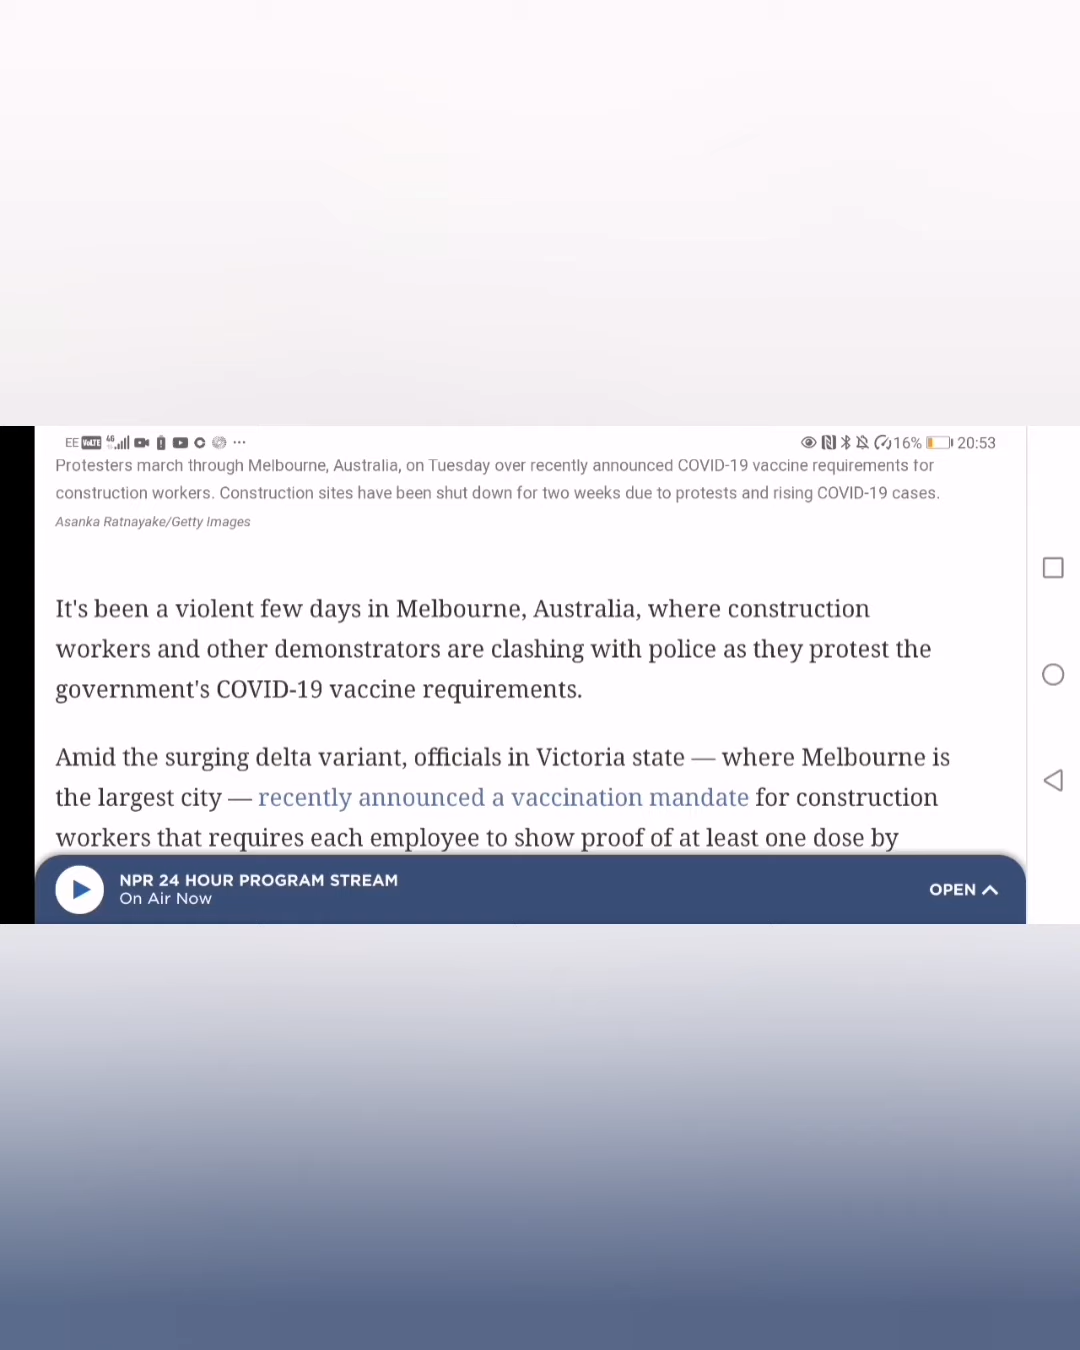 EE VoLTE 4G ... 16% 20:53
Protesters march through Melbourne, Australia, on Tuesday over recently announced COVID-19 vaccine requirements for
construction workers. Construction sites have been shut down for two weeks due to protests and rising COVID-19 cases.
Asanka Ratnayake/Getty Images
It's been a violent few days in Melbourne, Australia, where construction
workers and other demonstrators are clashing with police as they protest the
government's COVID-19 vaccine requirements.
Amid the surging delta variant, officials in Victoria state — where Melbourne is
the largest city — recently announced a vaccination mandate for construction
workers that requires each employee to show proof of at least one dose by
NPR 24 HOUR PROGRAM STREAM
On Air Now
OPEN